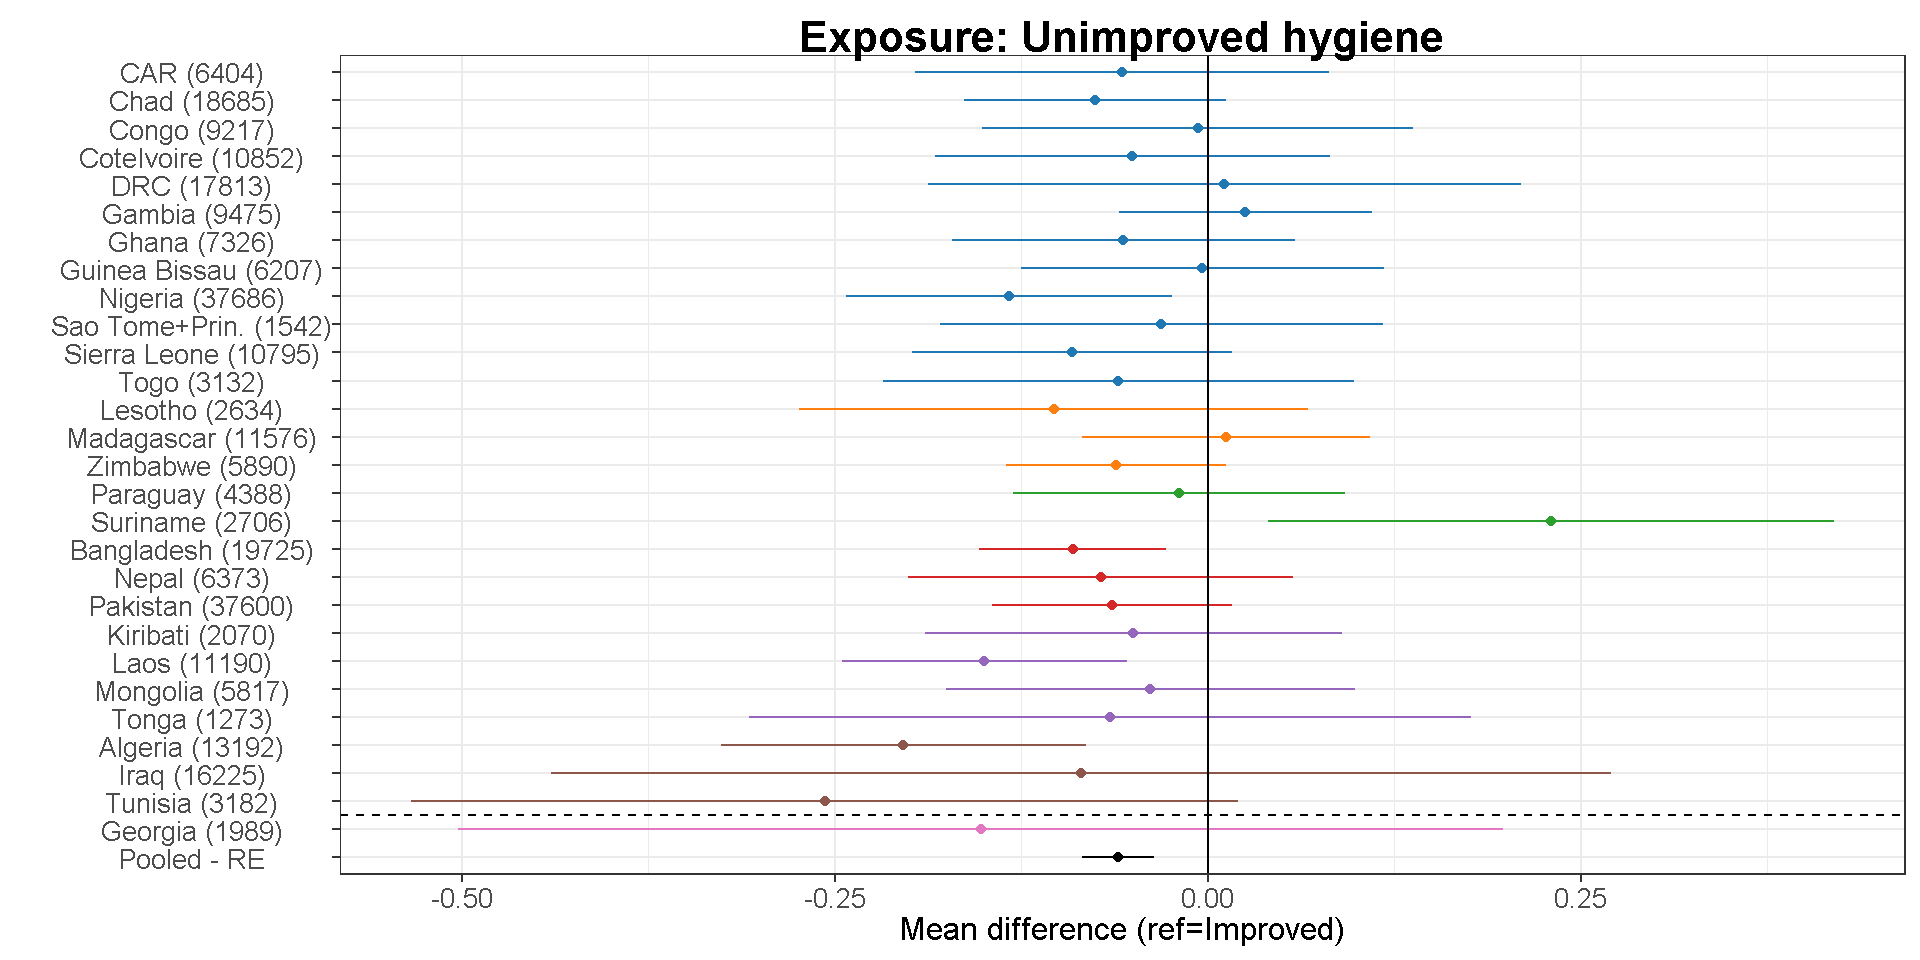 Exposure: Unimproved hygiene
CAR (6404)
Chad (18685)
Congo (9217)
CoteIvoire (10852)
DRC (17813)
Gambia (9475)
Ghana (7326)
Guinea Bissau (6207)
Nigeria (37686)
Sao Tome+Prin. (1542)
Sierra Leone (10795)
Togo (3132)
Lesotho (2634)
Madagascar (11576)
Zimbabwe (5890)
Paraguay (4388)
Suriname (2706)
Bangladesh (19725)
Nepal (6373)
Pakistan (37600)
Kiribati (2070)
Laos (11190)
Mongolia (5817)
Tonga (1273)
Algeria (13192)
Iraq (16225)
Tunisia (3182)
Georgia (1989)
Pooled - RE
-0.50 -0.25 0.00 0.25
Mean difference (ref=Improved)